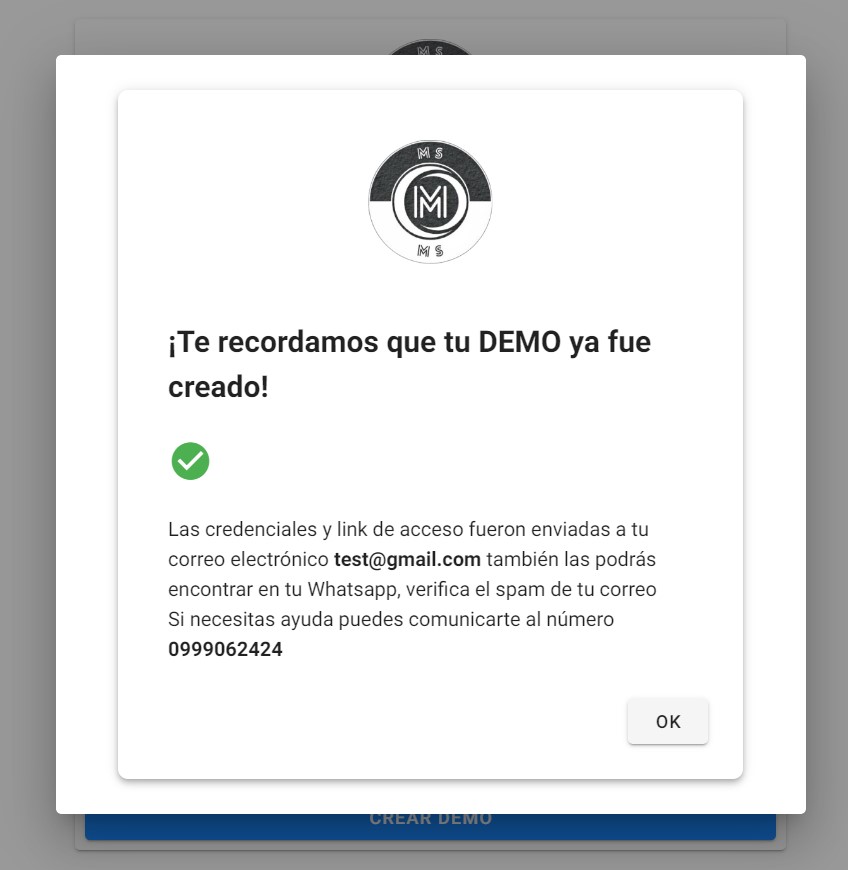 M S
M S
M
M S
¡Te recordamos que tu DEMO ya fue
creado!
Las credenciales y link de acceso fueron enviadas a tu
correo electrónico test@gmail.com también las podrás
encontrar en tu Whatsapp, verifica el spam de tu correo
Si necesitas ayuda puedes comunicarte al número
0999062424
OK
CREAR DEMO